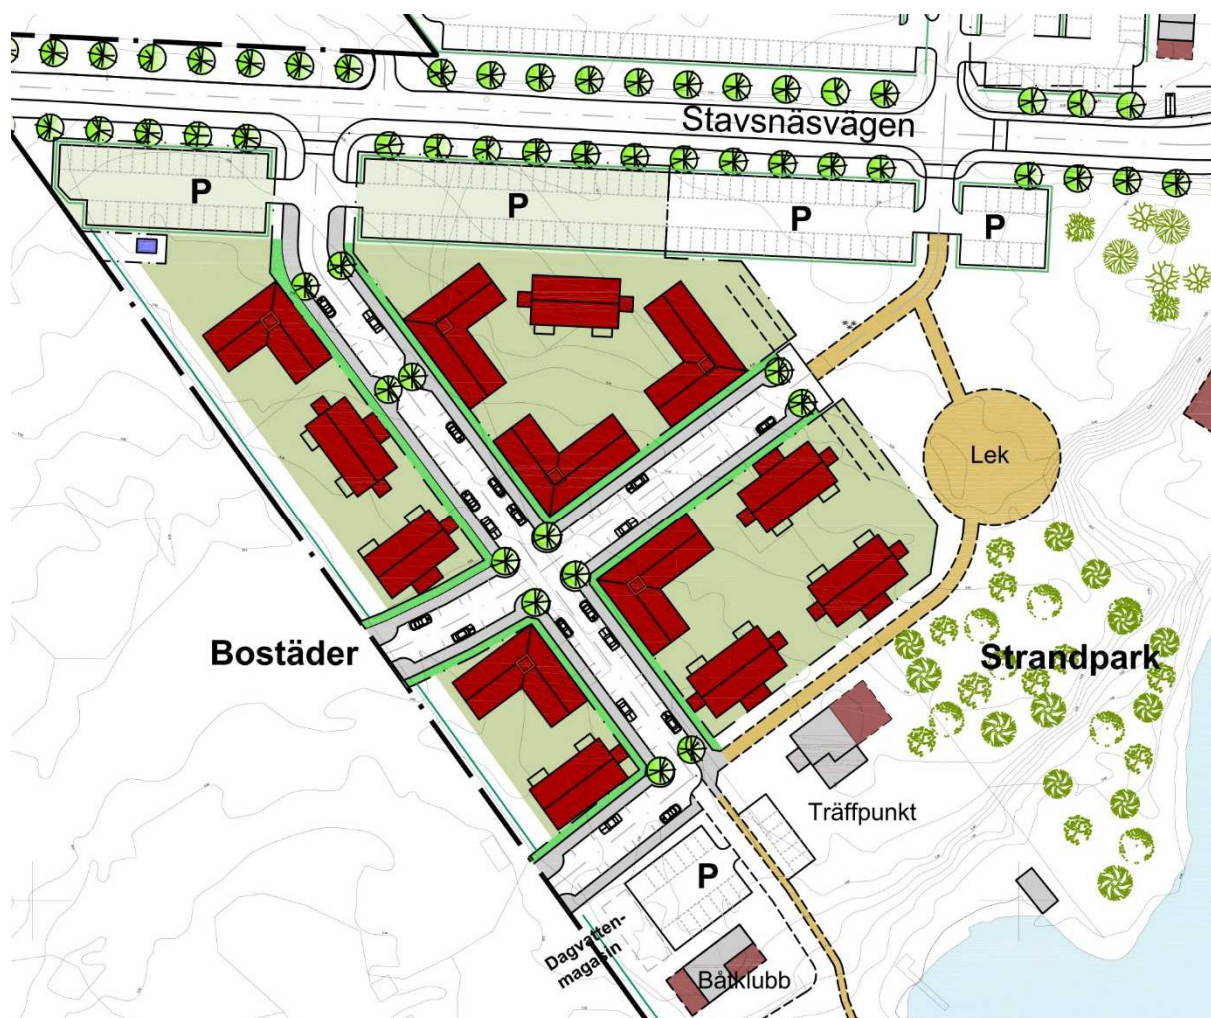 Stavsnäsvägen
P
P
P
P
Lek
Bostäder
Strandpark
Träffpunkt
P
Dagvatten-
magasin
Båtklubb